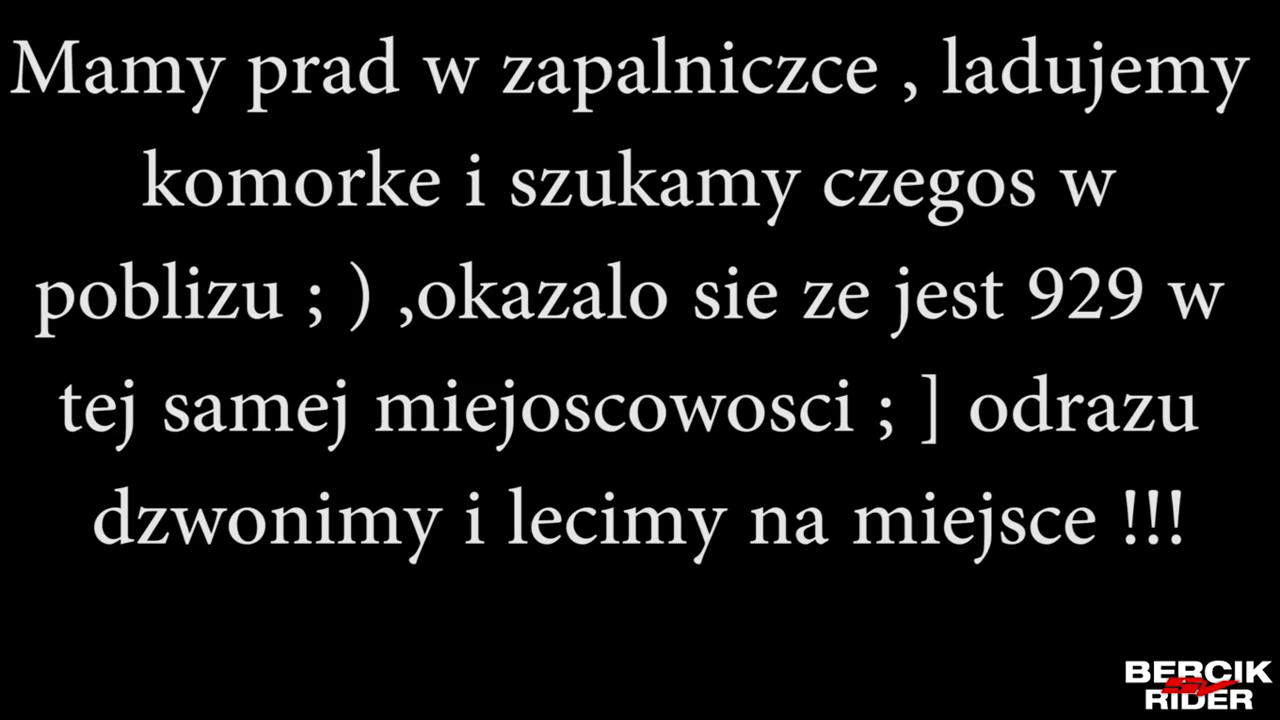 Mamy prad w zapalniczce , ladujemy
komorke i szukamy czegos w
poblizu ; ) ,okazalo sie ze jest 929 w
tej samej miejoscowosci ; ] odrazu
dzwonimy i lecimy na miejsce !!!
BERCIK
SV
RIDER